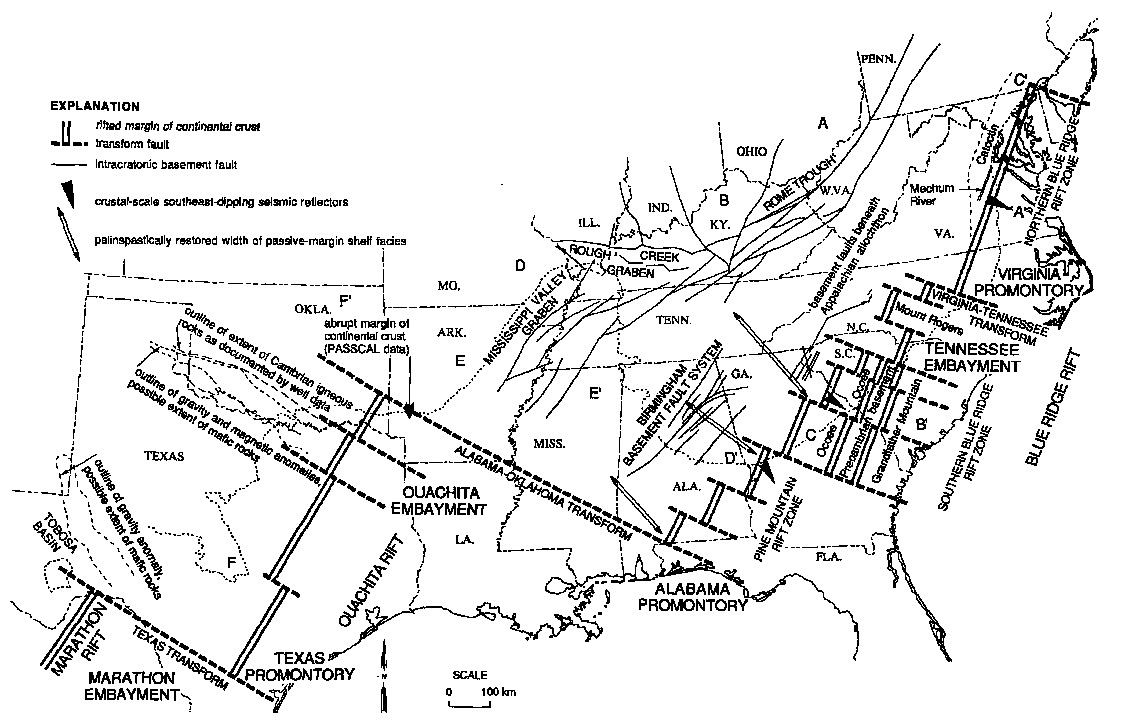 EXPLANATION
rifted margin of continental crust
transform fault
intracratonic basement fault
crustal-scale southeast-dipping seismic reflectors
palinspastically restored width of passive-margin shelf facies
PENN.
C'
A
OHIO
Catoctin
ROME TROUGH
NORTHERN BLUE RIDGE
RIFT ZONE
W.VA.
Mechum
River
A'
B
IND.
KY.
ILL.
VA.
ROUGH
CREEK
GRABEN
basement faults beneath
Appalachian allochthon
D
MO.
MISSISSIPPI VALLEY
GRABEN
VIRGINIA
PROMONTORY
VIRGINIA-TENNESSEE
TRANSFORM
F'
OKLA.
abrupt margin of
continental crust
(PASSCAL data)
ARK.
TENN.
Mount Rogers
N.C.
TENNESSEE
EMBAYMENT
outline of extent of Cambrian igneous
rocks as documented by well data
outline of gravity and magnetic anomalies,
possible extent of mafic rocks
E
S.C.
GA.
BIRMINGHAM
BASEMENT FAULT SYSTEM
E'
Ocoee
Precambrian
basement
Grandfather Mountain
B'
C
Ocoee
SOUTHERN BLUE RIDGE
RIFT ZONE
BLUE RIDGE RIFT
MISS.
TEXAS
D'
ALA.
ALABAMA-OKLAHOMA TRANSFORM
OUACHITA
EMBAYMENT
PINE MOUNTAIN
RIFT ZONE
outline of gravity anomaly,
possible extent of mafic rocks
TOBOSA
BASIN
LA.
F
FLA.
OUACHITA RIFT
ALABAMA
PROMONTORY
MARATHON
RIFT
TEXAS TRANSFORM
TEXAS
PROMONTORY
MARATHON
EMBAYMENT
SCALE
0 100 km